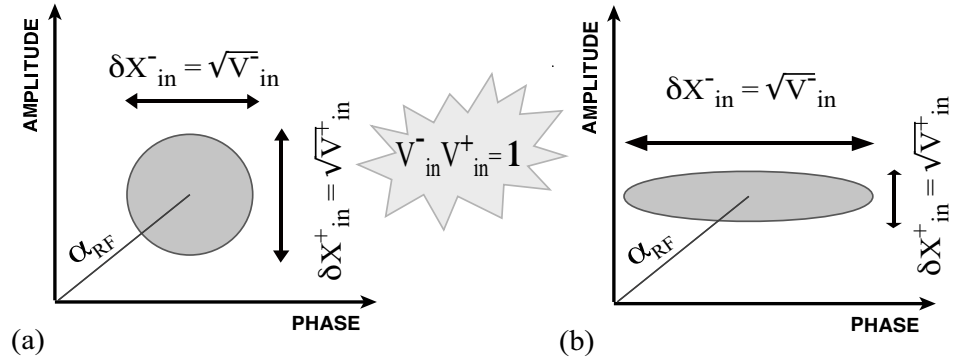 AMPLITUDE
δX⁻in = √V⁻in
δX⁺in = √V⁺in
αRF
PHASE
(a)
V⁻in V⁺in = 1
AMPLITUDE
δX⁻in = √V⁻in
δX⁺in = √V⁺in
αRF
PHASE
(b)